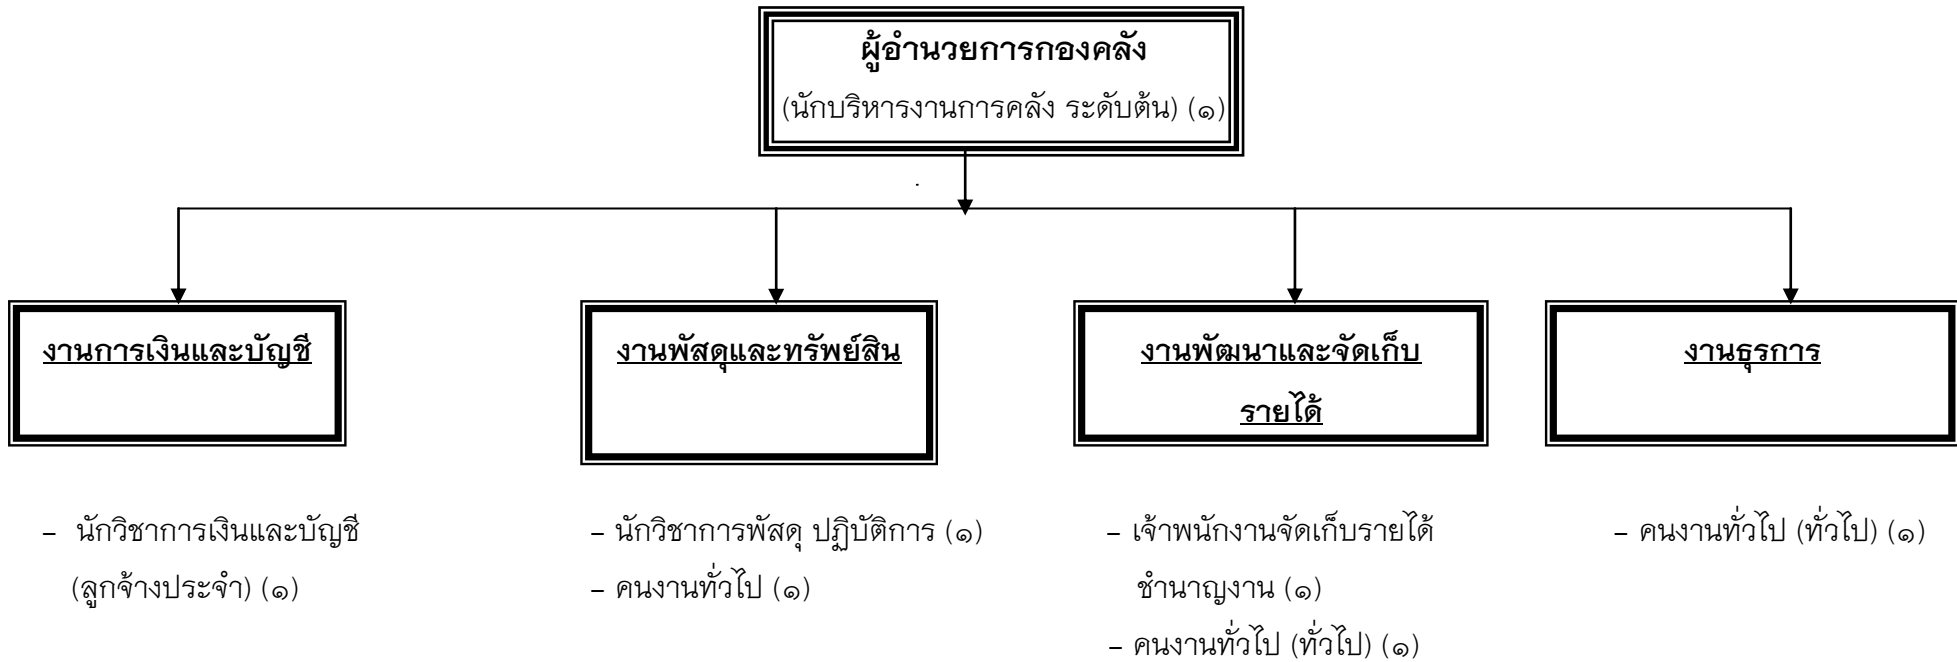 ผู้อำนวยการกองคลัง
(นักบริหารงานการคลัง ระดับต้น) (๑)
งานการเงินและบัญชี
งานพัสดุและทรัพย์สิน
งานพัฒนาและจัดเก็บ
รายได้
งานธุรการ
- นักวิชาการเงินและบัญชี
(ลูกจ้างประจำ) (๑)
- นักวิชาการพัสดุ ปฏิบัติการ (๑)
- คนงานทั่วไป (๑)
- เจ้าพนักงานจัดเก็บรายได้
ชำนาญงาน (๑)
- คนงานทั่วไป (ทั่วไป) (๑)
- คนงานทั่วไป (ทั่วไป) (๑)